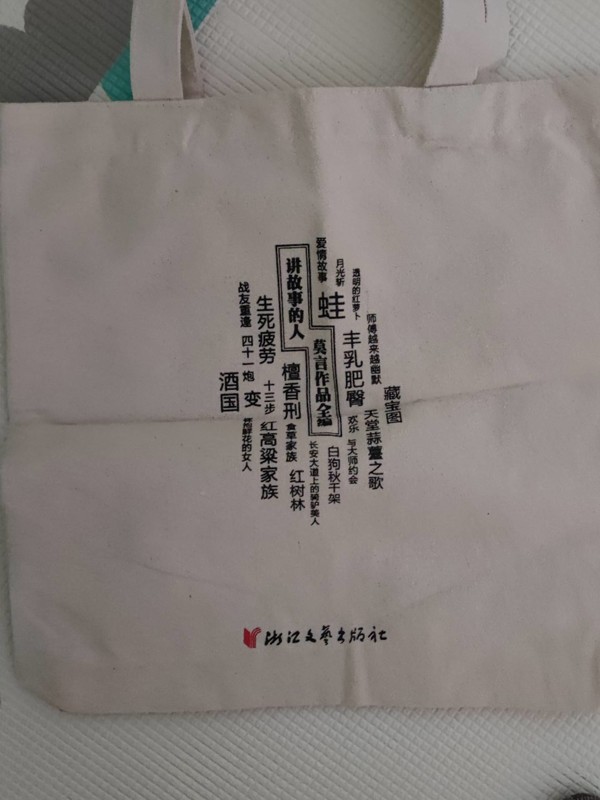 藏宝图
师傅越来越幽默
天堂蒜薹之歌
透明的红萝卜
丰乳肥臀
欢乐
与大师约会
月光斩
蛙
白狗秋千架
爱情故事
莫言作品全编
长安大道上的骑驴美人
讲故事的人
檀香刑
食草家族
红树林
生死疲劳
十三步
红高粱家族
战友重逢
四十一炮
变
怀抱鲜花的女人
酒国
浙江文艺出版社